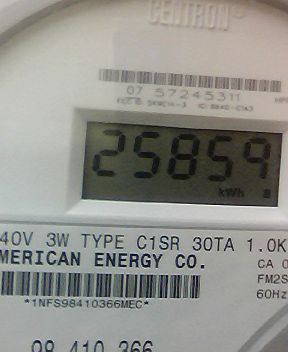 CENTRON®
07 57245311
25859
kWh
40V 3W TYPE C1SR 30TA 1.0K
MERICAN ENERGY CO.
CA 0
FM2S
60Hz
*1NFS98410366MEC*
98 410 366